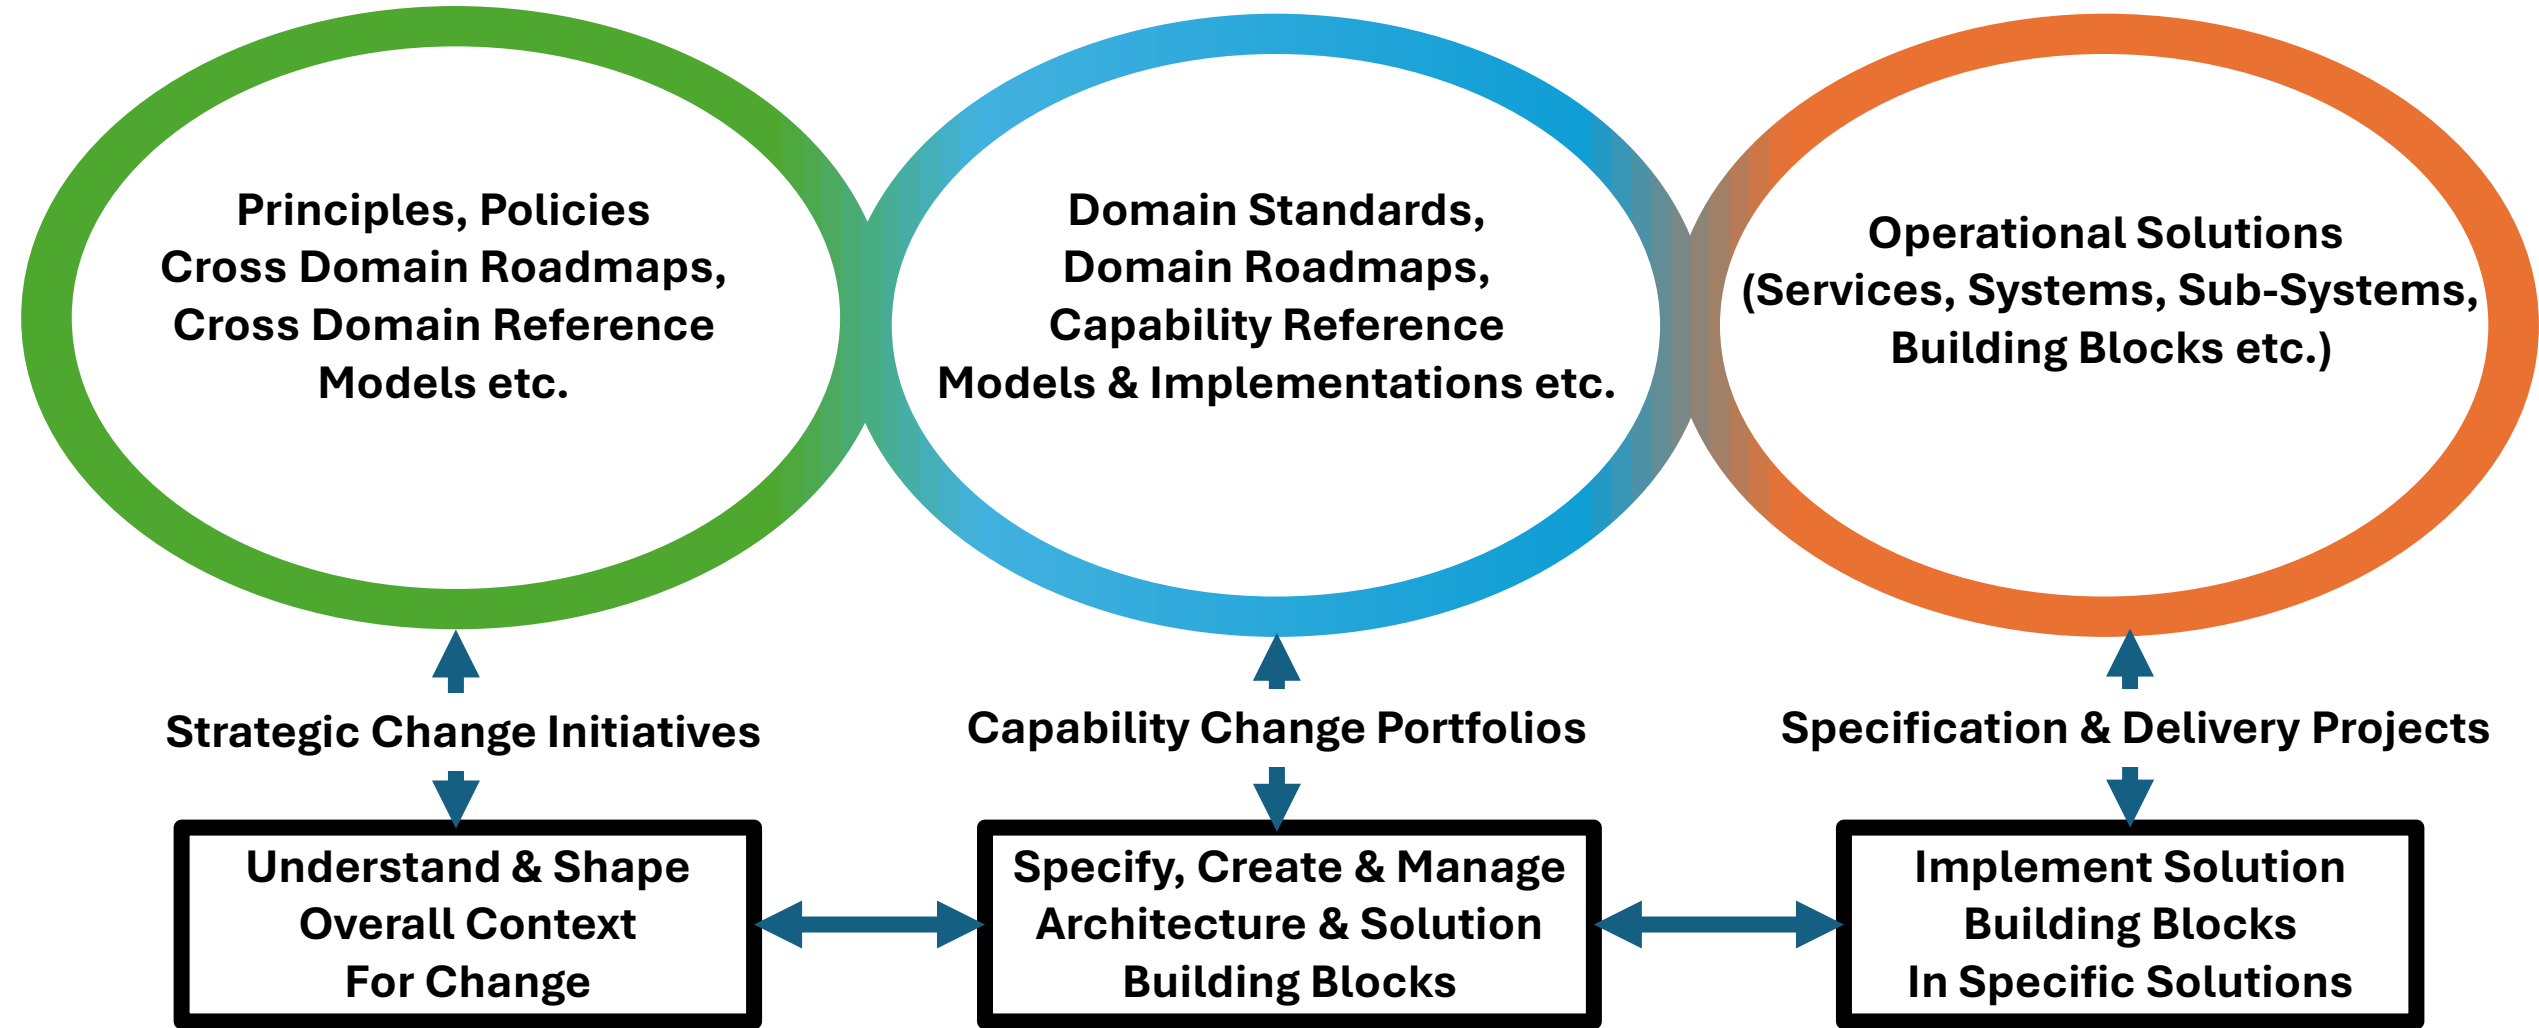 Principles, Policies
Cross Domain Roadmaps,
Cross Domain Reference
Models etc.
Domain Standards,
Domain Roadmaps,
Capability Reference
Models & Implementations etc.
Operational Solutions
(Services, Systems, Sub-Systems,
Building Blocks etc.)
Strategic Change Initiatives
Capability Change Portfolios
Specification & Delivery Projects
Understand & Shape
Overall Context
For Change
Specify, Create & Manage
Architecture & Solution
Building Blocks
Implement Solution
Building Blocks
In Specific Solutions